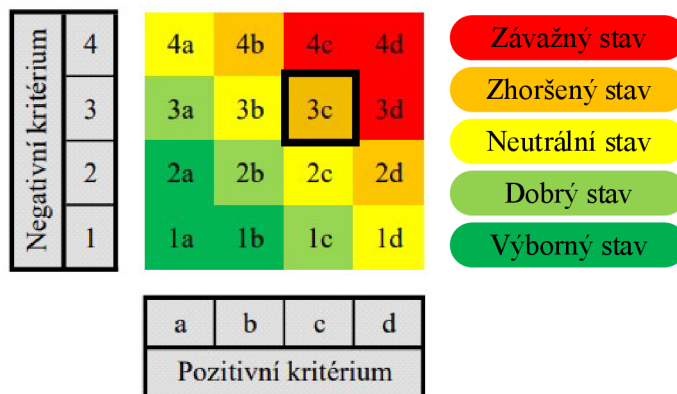 Negativní kritérium
4
3
2
1
4a 4b 4c 4d
3a 3b 3c 3d
2a 2b 2c 2d
1a 1b 1c 1d
a b c d
Pozitivní kritérium
Závažný stav
Zhoršený stav
Neutrální stav
Dobrý stav
Výborný stav